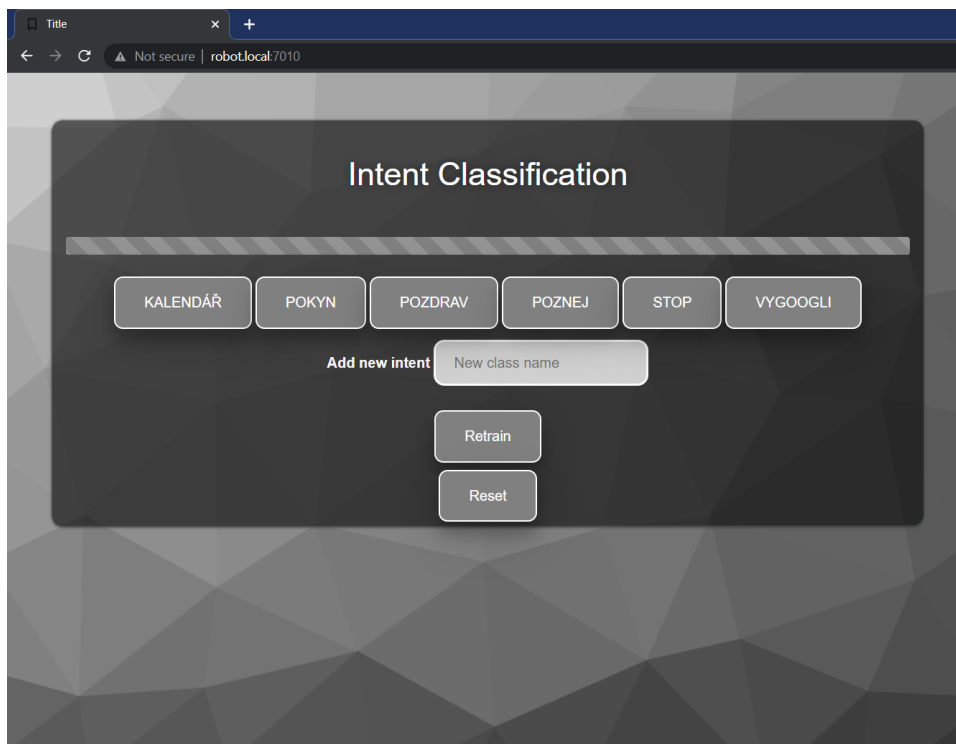 Title
Not secure | robot.local:7010
Intent Classification
KALENDÁŘ POKYN POZDRAV POZNEJ STOP VYGOOGLI
Add new intent New class name
Retrain
Reset